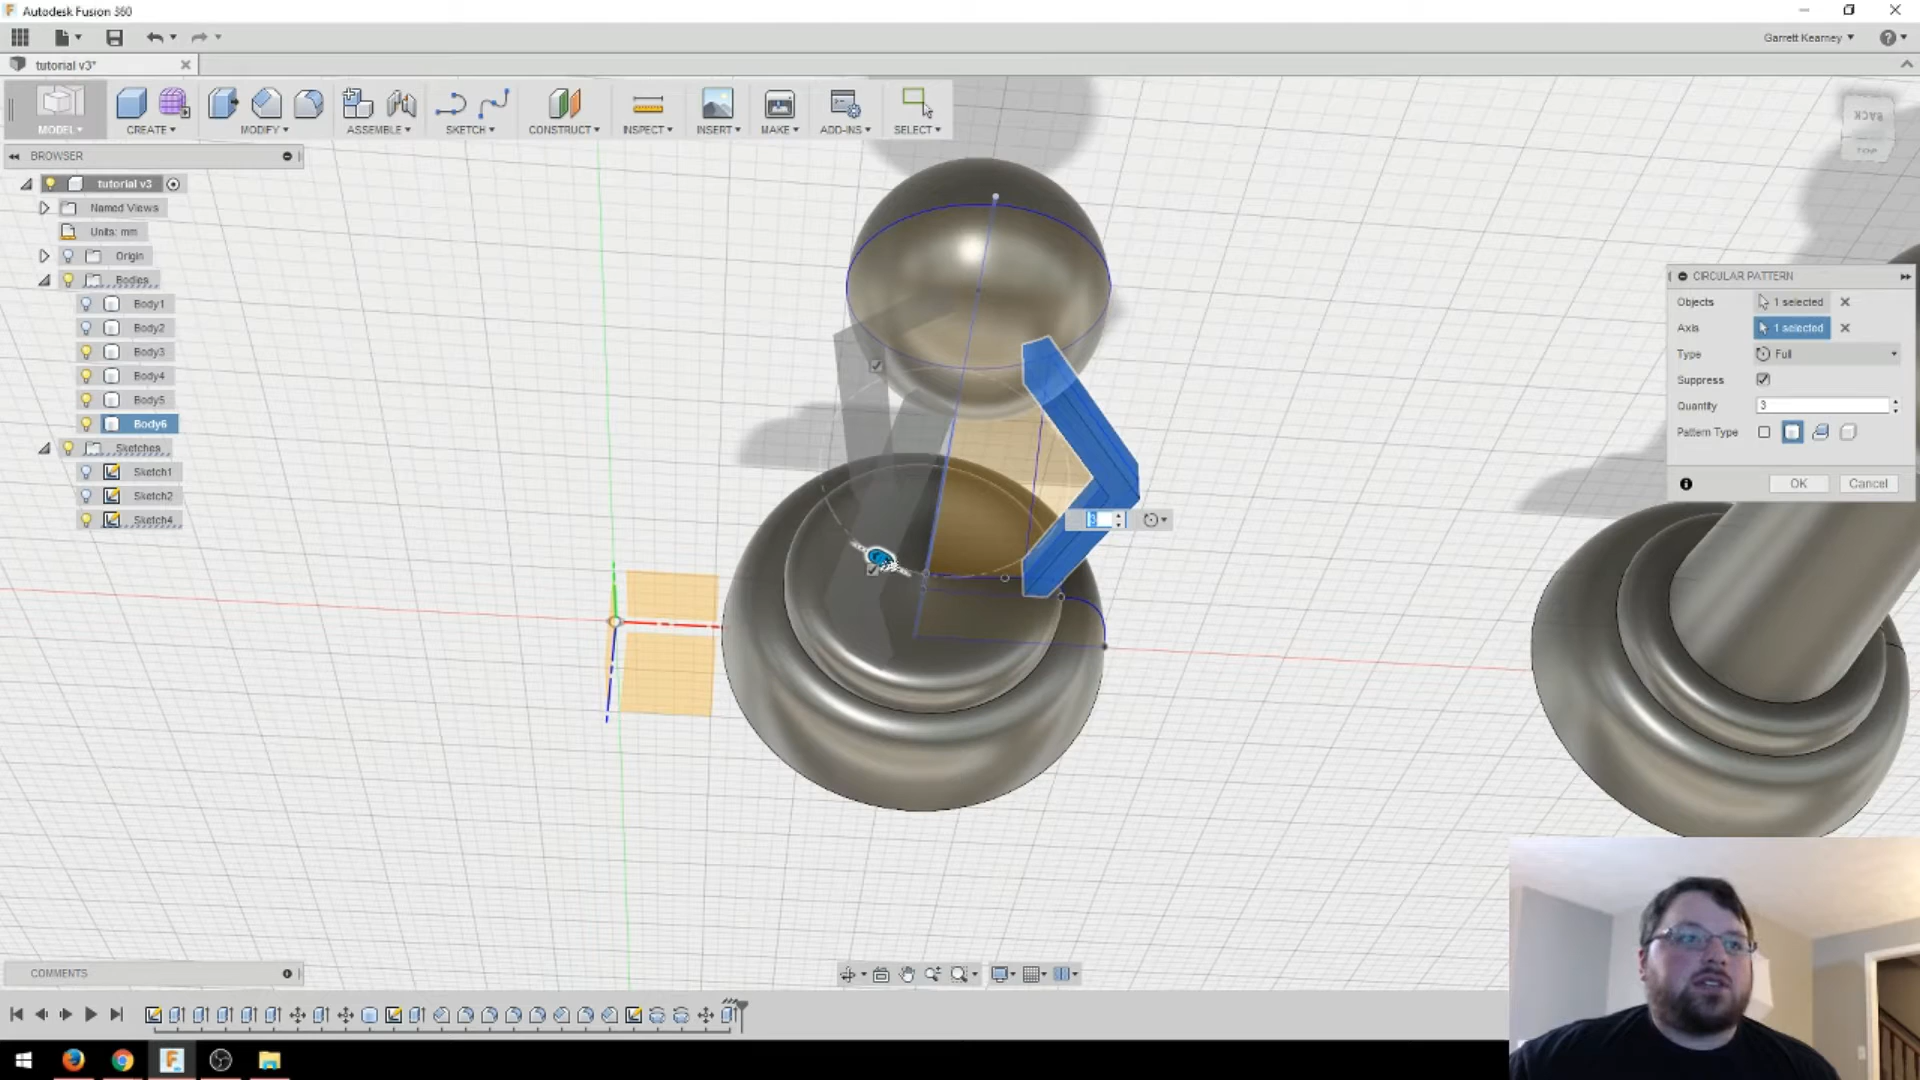 Autodesk Fusion 360
Garrett Kearney
tutorial v3*
MODEL
CREATE
MODIFY
ASSEMBLE
SKETCH
CONSTRUCT
INSPECT
INSERT
MAKE
ADD-INS
SELECT
BACK
BROWSER
tutorial v3
Named Views
Units: mm
Origin
Bodies
Body1
Body2
Body3
Body4
Body5
Body6
Sketches
Sketch1
Sketch2
Sketch4
CIRCULAR PATTERN
Objects 1 selected
Axis 1 selected
Type Full
Suppress
Quantity 3
Pattern Type
OK Cancel
3
COMMENTS